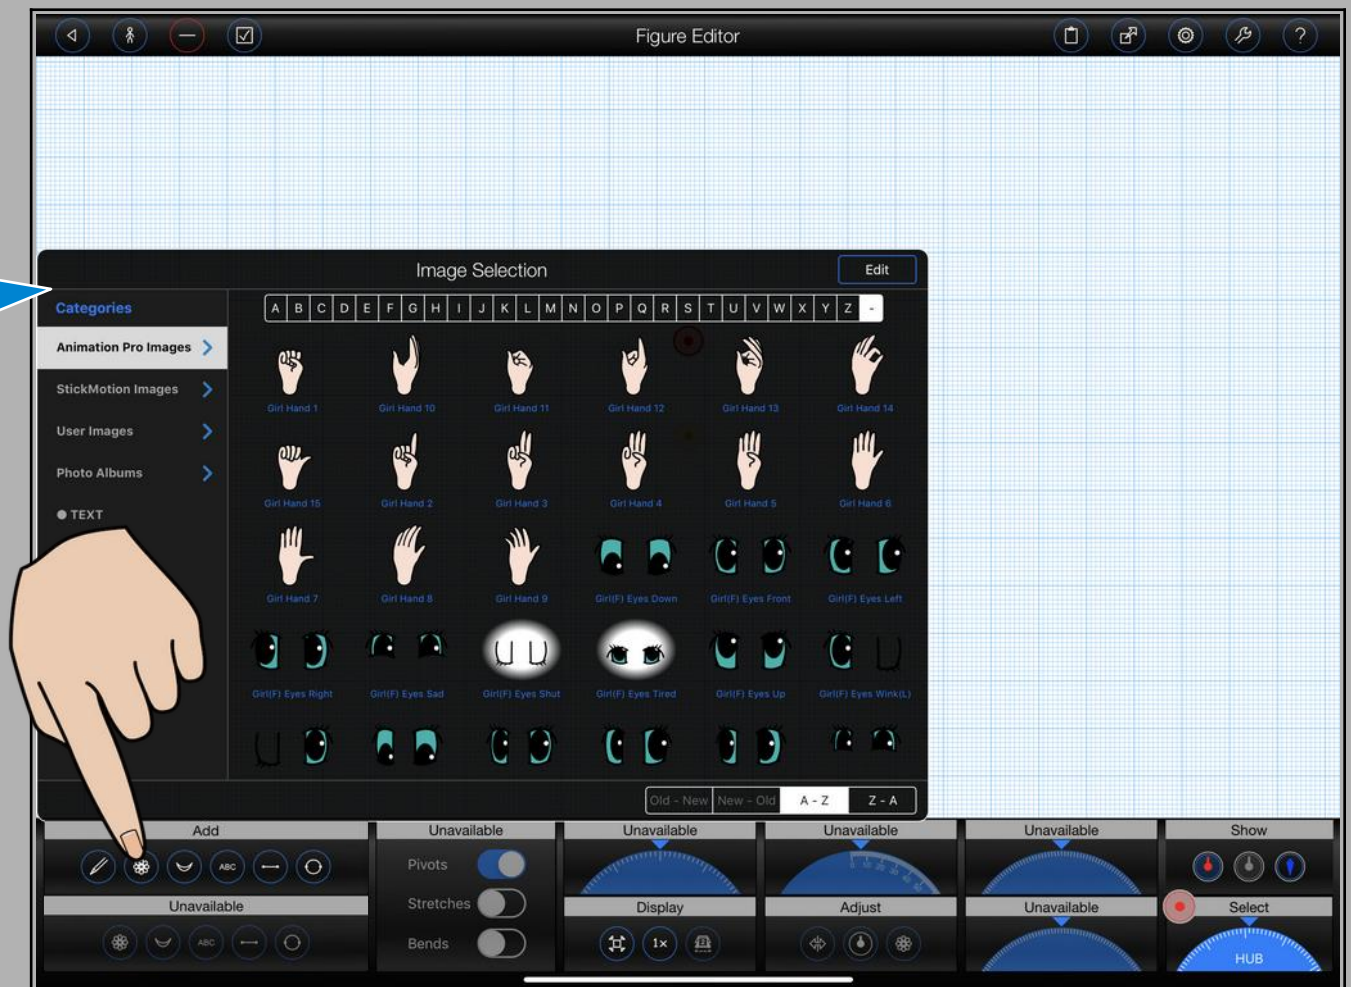 Figure Editor
?
Image Selection
Edit
Categories
A B C D E F G H I J K L M N O P Q R S T U V W X Y Z -
Animation Pro Images
StickMotion Images
User Images
Photo Albums
● TEXT
Girl Hand 1 Girl Hand 10 Girl Hand 11 Girl Hand 12 Girl Hand 13 Girl Hand 14
Girl Hand 15 Girl Hand 2 Girl Hand 3 Girl Hand 4 Girl Hand 5 Girl Hand 6
Girl Hand 7 Girl Hand 8 Girl Hand 9 Girl(F) Eyes Down Girl(F) Eyes Front Girl(F) Eyes Left
Girl(F) Eyes Right Girl(F) Eyes Sad Girl(F) Eyes Shut Girl(F) Eyes Tired Girl(F) Eyes Up Girl(F) Eyes Wink(L)
Old - New New - Old A - Z Z - A
Add Unavailable Unavailable Unavailable Unavailable Show
ABC
Pivots
Stretches
Bends
Unavailable Display Adjust Unavailable Select
ABC
1x
HUB